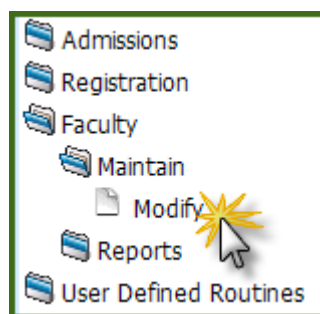 Admissions
Registration
Faculty
Maintain
Modify
Reports
User Defined Routines